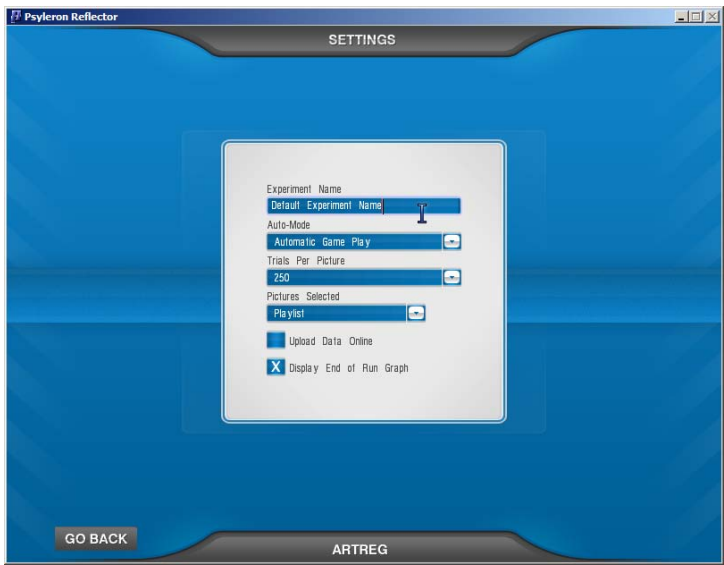 Psyleron Reflector
SETTINGS
Experiment Name
Default Experiment Name
Auto-Mode
Automatic Game Play
Trials Per Picture
250
Pictures Selected
Playlist
Upload Data Online
X Display End of Run Graph
GO BACK
ARTREG